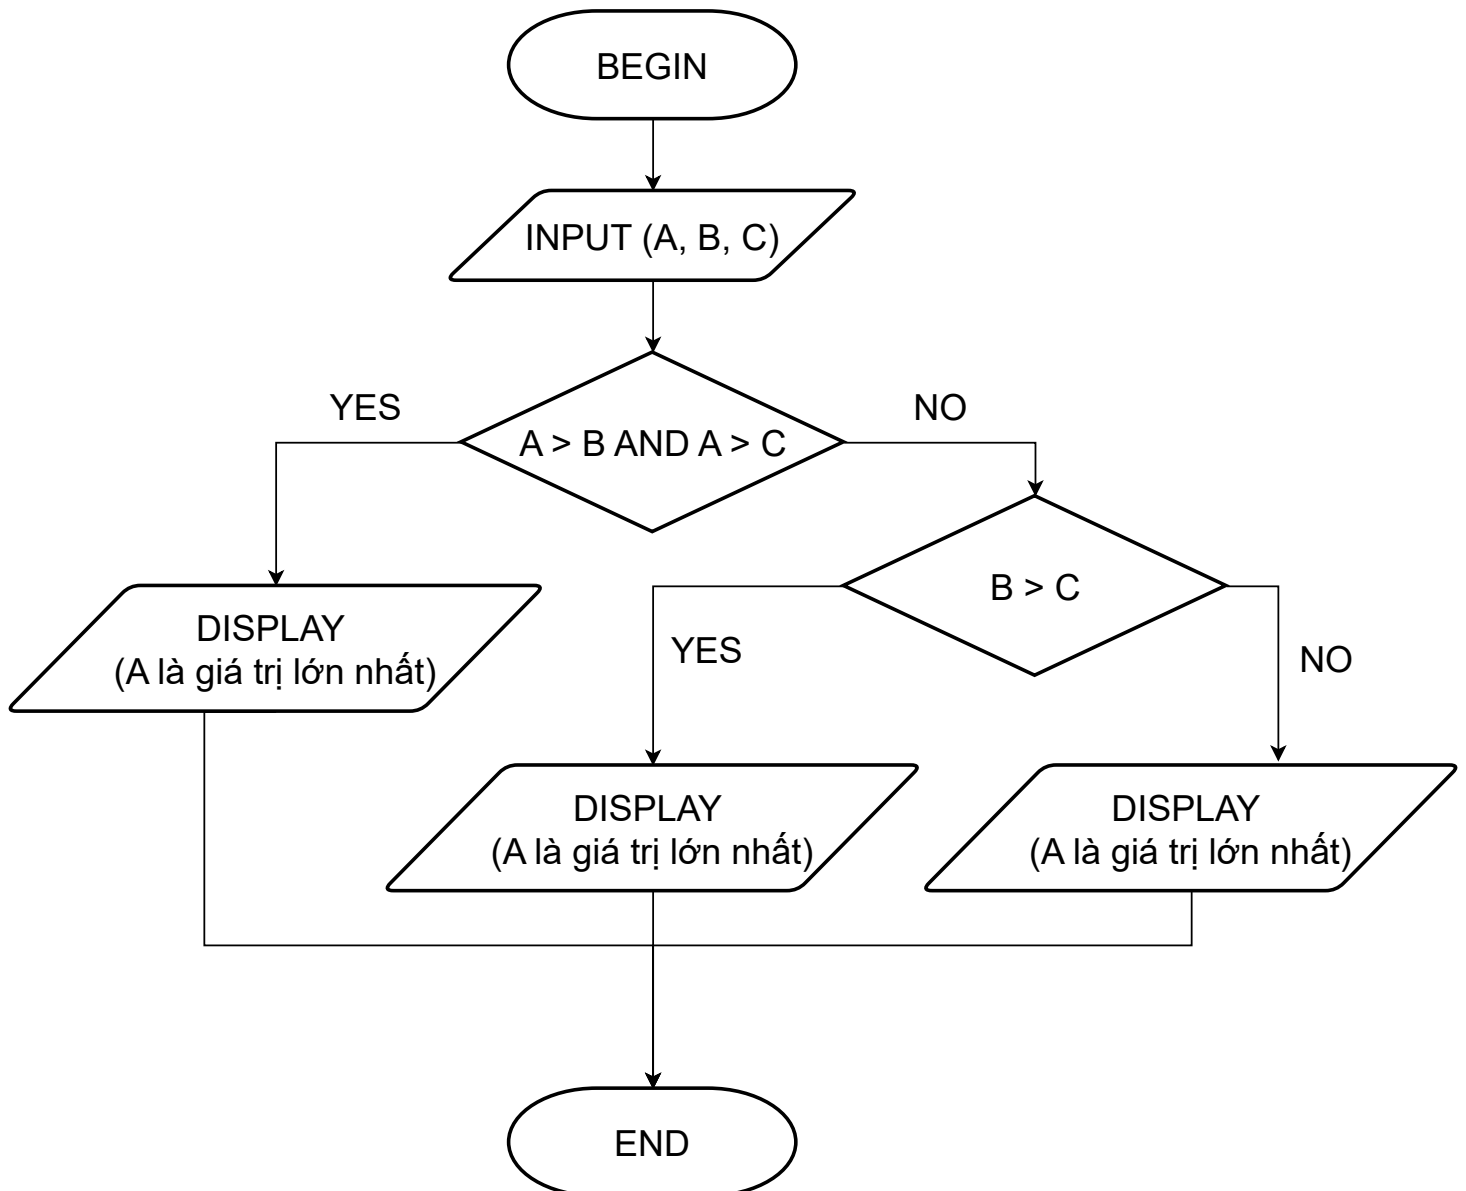 BEGIN
INPUT (A, B, C)
YES
NO
A > B AND A > C
B > C
DISPLAY
(A là giá trị lớn nhất)
YES
NO
DISPLAY
(A là giá trị lớn nhất)
DISPLAY
(A là giá trị lớn nhất)
END